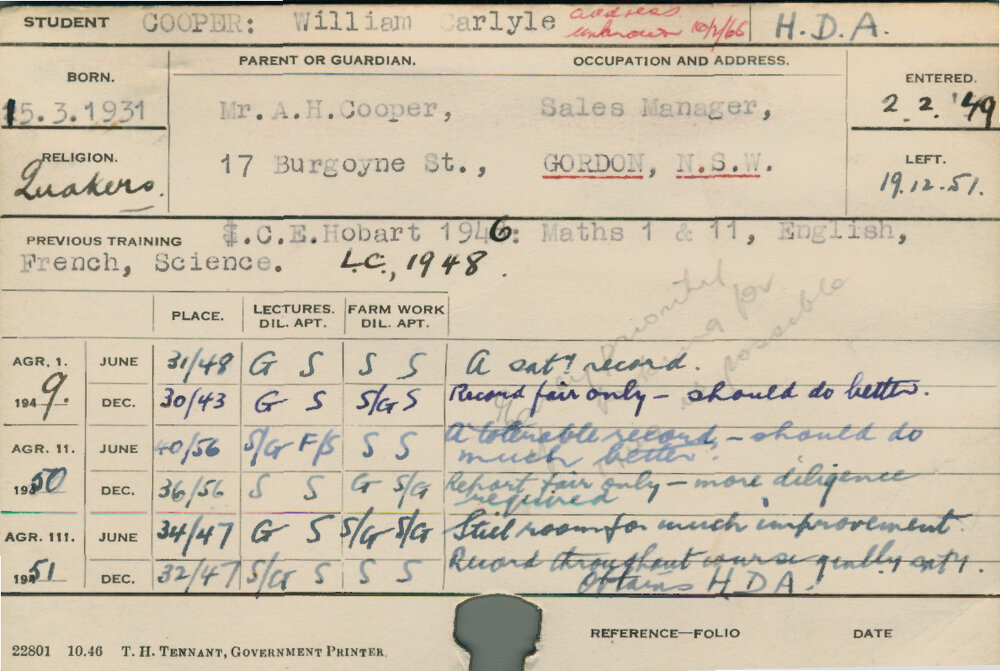 STUDENT COOPER: William Carlyle address unknown 10/2/66 H.D.A.
PARENT OR GUARDIAN. OCCUPATION AND ADDRESS.
BORN. ENTERED.
15.3.1931 Mr. A.H.Cooper, Sales Manager, 2.2.'49
RELIGION. 17 Burgoyne St., GORDON, N.S.W. LEFT.
Quakers. 19.12.51.
PREVIOUS TRAINING S.C.E.Hobart 1946: Maths 1 & 11, English,
French, Science. L.C., 1948.
PLACE. LECTURES. FARM WORK
DIL. APT. DIL. APT.
AGR. 1. JUNE 31/48 G S S S A saty record.
1949. DEC. 30/43 G S S/G S Record fair only – should do better.
AGR. 11. JUNE 40/56 S/G F/S S S A tolerable record, – should do
much better.
1950 DEC. 36/56 S S G S/G Report fair only – more diligence
required
AGR. 111. JUNE 34/47 G S S/G S/G Still room for much improvement.
1951 DEC. 32/47 S/G S S S Record throughout course genlly saty.
Obtains H.D.A.
REFERENCE—FOLIO DATE
22801 10.46 T. H. TENNANT, GOVERNMENT PRINTER.